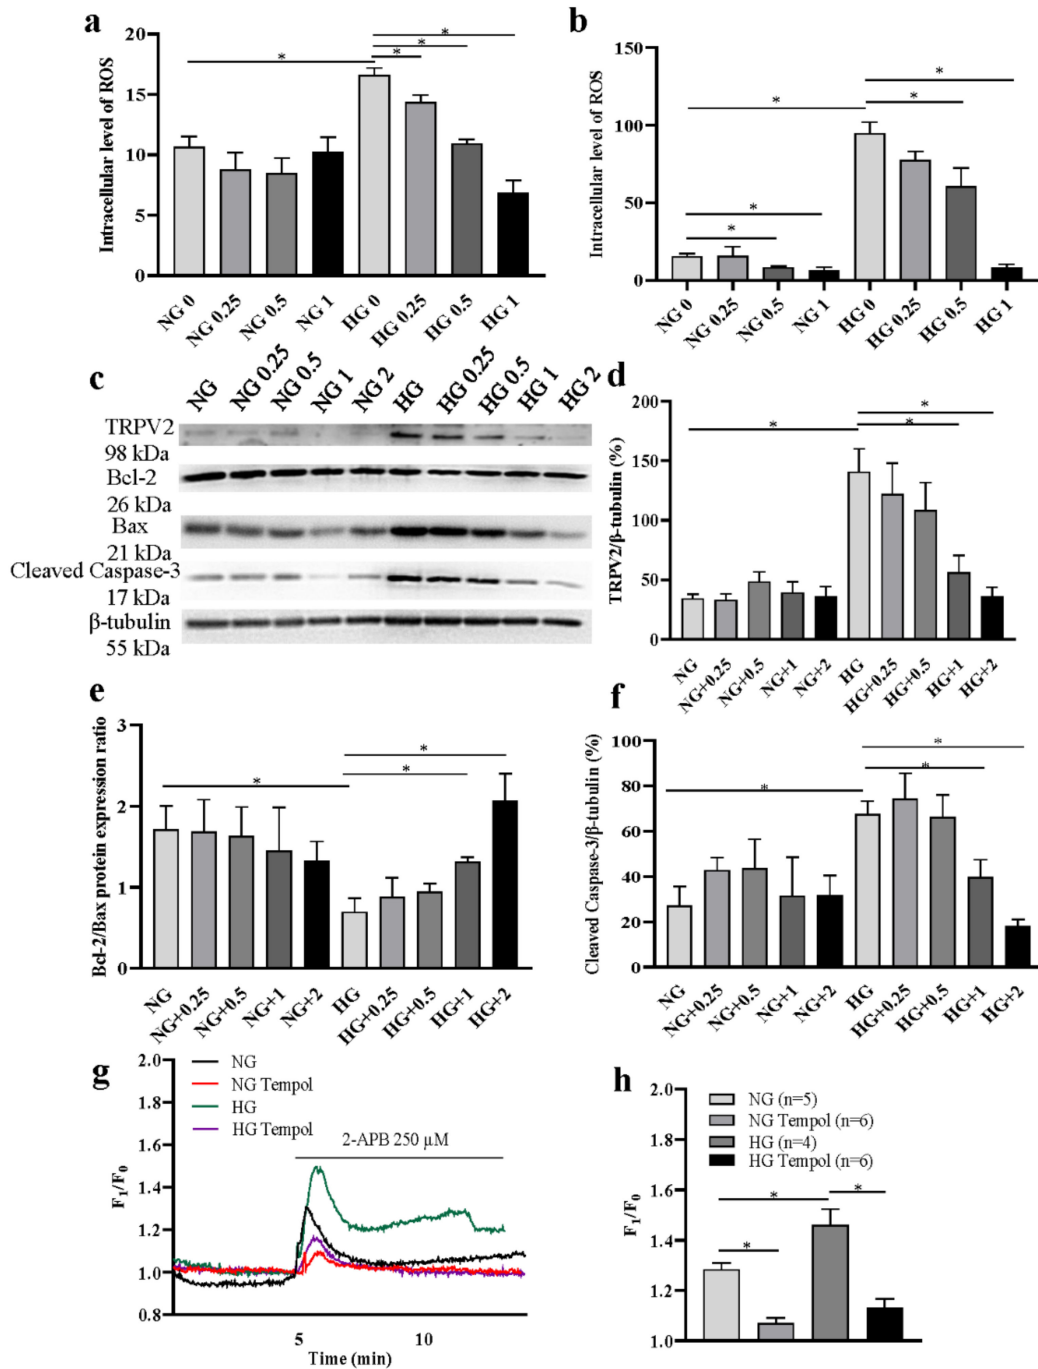 a
Intracellular level of ROS
20
15
10
5
0
*
*
*
*
NG 0
NG 0.25
NG 0.5
NG 1
HG 0
HG 0.25
HG 0.5
HG 1
b
Intracellular level of ROS
150
100
50
0
*
*
*
*
*
NG 0
NG 0.25
NG 0.5
NG 1
HG 0
HG 0.25
HG 0.5
HG 1
c
NG
NG 0.25
NG 0.5
NG 1
NG 2
HG
HG 0.25
HG 0.5
HG 1
HG 2
TRPV2
98 kDa
Bcl-2
26 kDa
Bax
21 kDa
Cleaved Caspase-3
17 kDa
β-tubulin
55 kDa
d
TRPV2/β-tubulin (%)
200
150
100
50
0
*
*
*
NG
NG+0.25
NG+0.5
NG+1
NG+2
HG
HG+0.25
HG+0.5
HG+1
HG+2
e
Bcl-2/Bax protein expression ratio
3
2
1
0
*
*
*
NG
NG+0.25
NG+0.5
NG+1
NG+2
HG
HG+0.25
HG+0.5
HG+1
HG+2
f
Cleaved Caspase-3/β-tubulin (%)
100
80
60
40
20
0
*
*
*
NG
NG+0.25
NG+0.5
NG+1
NG+2
HG
HG+0.25
HG+0.5
HG+1
HG+2
g
F1/F0
2.0
1.8
1.6
1.4
1.2
1.0
0.8
NG
NG Tempol
HG
HG Tempol
2-APB 250 µM
5
10
Time (min)
h
F1/F0
2.0
1.8
1.6
1.4
1.2
1.0
NG (n=5)
NG Tempol (n=6)
HG (n=4)
HG Tempol (n=6)
*
*
*